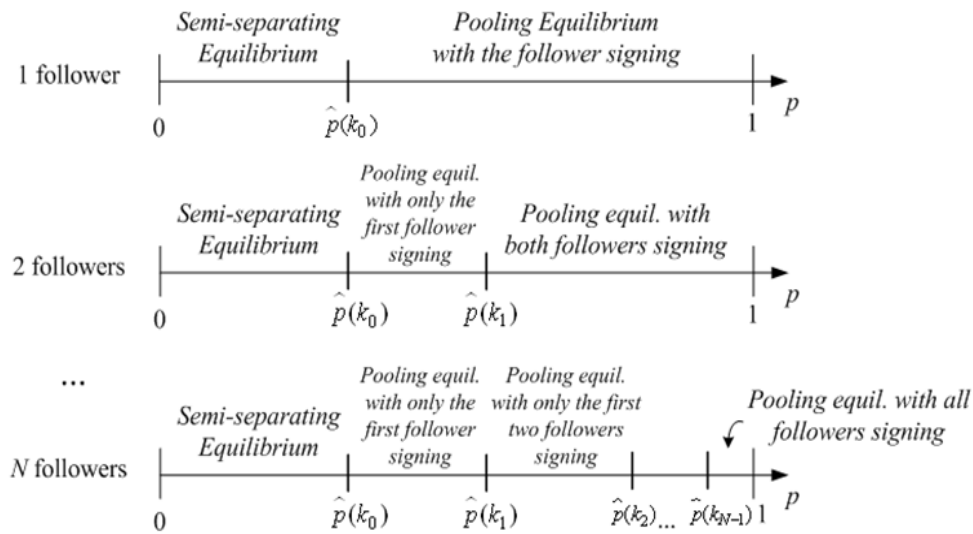 Semi-separating
Equilibrium
Pooling Equilibrium
with the follower signing
1 follower
0
p̂(k₀)
1
p
Pooling equil.
with only the
first follower
signing
Semi-separating
Equilibrium
Pooling equil. with
both followers signing
2 followers
0
p̂(k₀)
p̂(k₁)
1
p
...
Semi-separating
Equilibrium
Pooling equil.
with only the
first follower
signing
Pooling equil.
with only the first
two followers
signing
Pooling equil. with all
followers signing
N followers
0
p̂(k₀)
p̂(k₁)
p̂(k₂)...
p̂(k_{N-1})
1
p